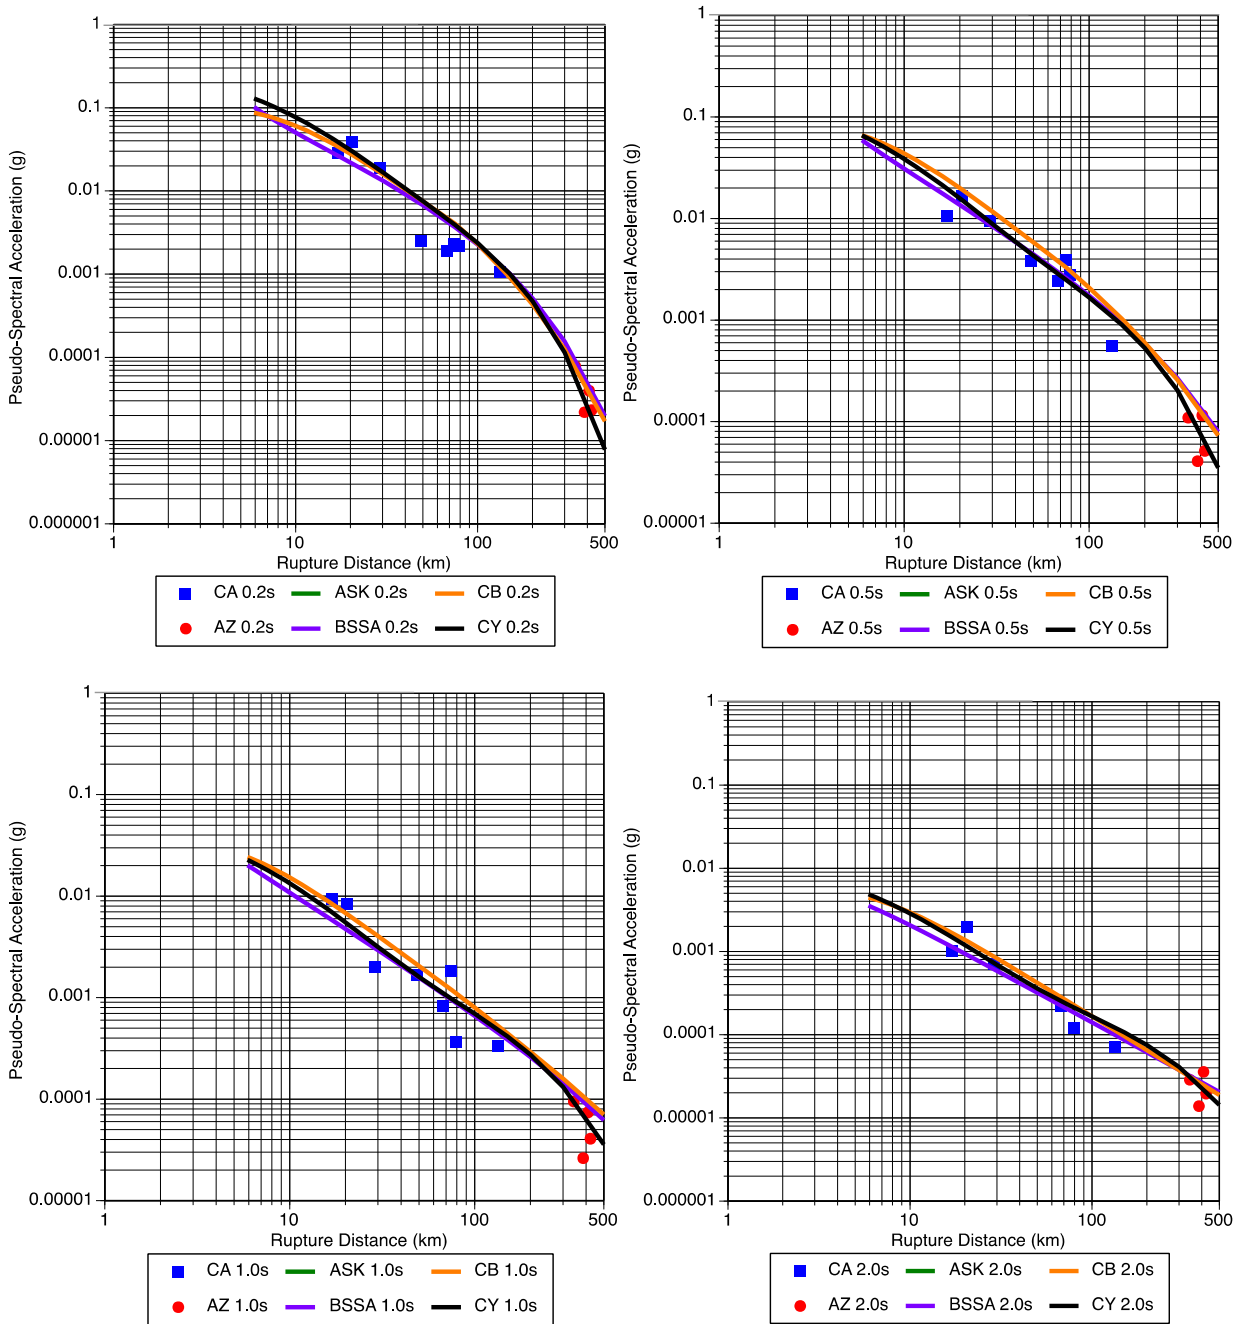 1
0.1
0.01
0.001
0.0001
0.00001
0.000001
Pseudo-Spectral Acceleration (g)
1 10 100 500
Rupture Distance (km)
CA 0.2s ASK 0.2s CB 0.2s
AZ 0.2s BSSA 0.2s CY 0.2s
1
0.1
0.01
0.001
0.0001
0.00001
Pseudo-Spectral Acceleration (g)
1 10 100 500
Rupture Distance (km)
CA 0.5s ASK 0.5s CB 0.5s
AZ 0.5s BSSA 0.5s CY 0.5s
1
0.1
0.01
0.001
0.0001
0.00001
Pseudo-Spectral Acceleration (g)
1 10 100 500
Rupture Distance (km)
CA 1.0s ASK 1.0s CB 1.0s
AZ 1.0s BSSA 1.0s CY 1.0s
1
0.1
0.01
0.001
0.0001
0.00001
0.000001
Pseudo-Spectral Acceleration (g)
1 10 100 500
Rupture Distance (km)
CA 2.0s ASK 2.0s CB 2.0s
AZ 2.0s BSSA 2.0s CY 2.0s